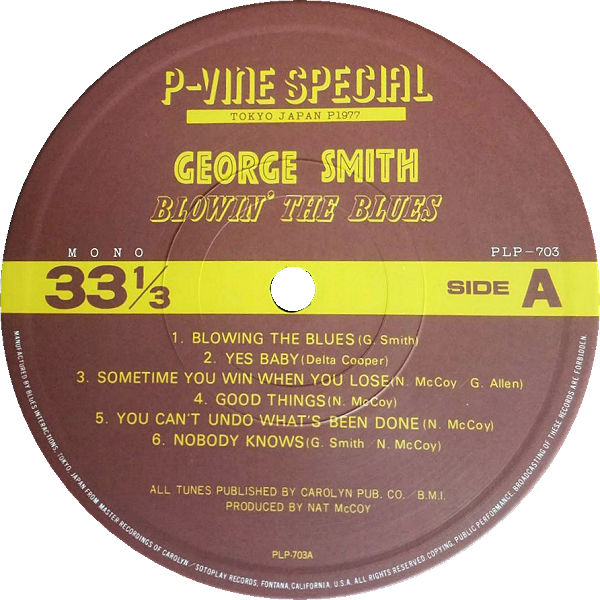 P-VINE SPECIAL
TOKYO JAPAN P1977
GEORGE SMITH
BLOWIN' THE BLUES
MONO
PLP-703
33 1/3
SIDE A
1. BLOWING THE BLUES (G. Smith)
2. YES BABY (Delta Cooper)
3. SOMETIME YOU WIN WHEN YOU LOSE (N. McCoy / G. Allen)
4. GOOD THINGS (N. McCoy)
5. YOU CAN'T UNDO WHAT'S BEEN DONE (N. McCoy)
6. NOBODY KNOWS (G. Smith / N. McCoy)
ALL TUNES PUBLISHED BY CAROLYN PUB. CO. / B.M.I.
PRODUCED BY NAT McCOY
PLP-703A
MANUFACTURED BY BLUES INTERACTIONS, TOKYO, JAPAN FROM MASTER RECORDINGS OF CAROLYN / SOTOPLAY RECORDS, FONTANA, CALIFORNIA, U.S.A. ALL RIGHTS RESERVED. COPYING, PUBLIC PERFORMANCE, BROADCASTING OF THESE RECORDS ARE FORBIDDEN.